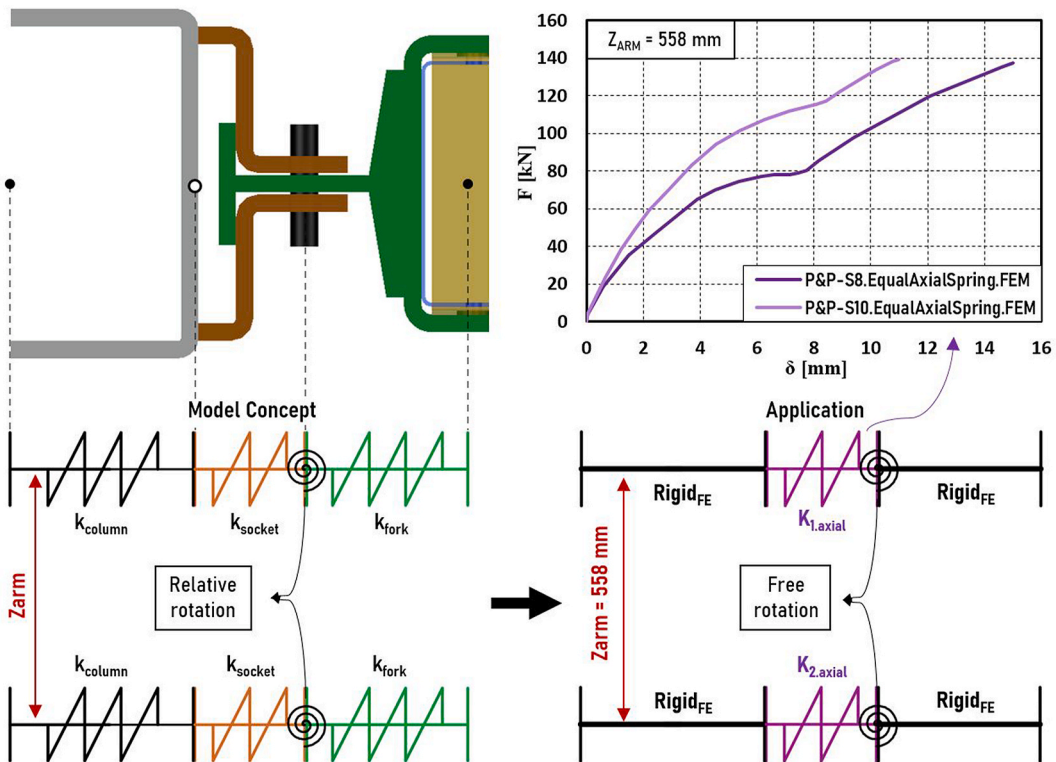 160
140
120
100
80
60
40
20
0
F [kN]
Z_ARM = 558 mm
P&P-S8.EqualAxialSpring.FEM
P&P-S10.EqualAxialSpring.FEM
0 2 4 6 8 10 12 14 16
δ [mm]
Model Concept
k_column
k_socket
k_fork
Zarm
Relative
rotation
k_column
k_socket
k_fork
Application
Rigid_FE
K_1.axial
Rigid_FE
Zarm = 558 mm
Free
rotation
K_2.axial
Rigid_FE
Rigid_FE